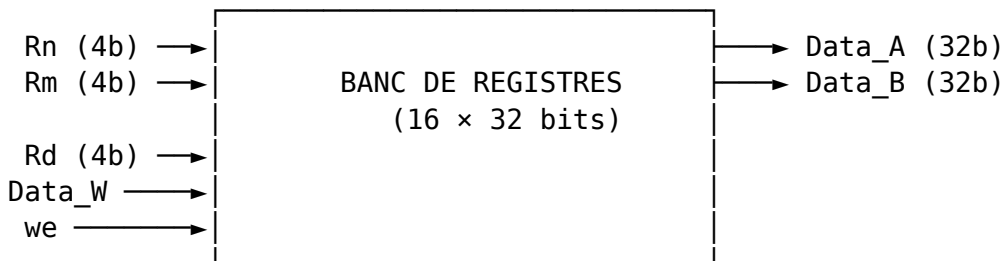 Rn (4b) Data_A (32b)
Rm (4b) BANC DE REGISTRES Data_B (32b)
(16 × 32 bits)
Rd (4b)
Data_W
we